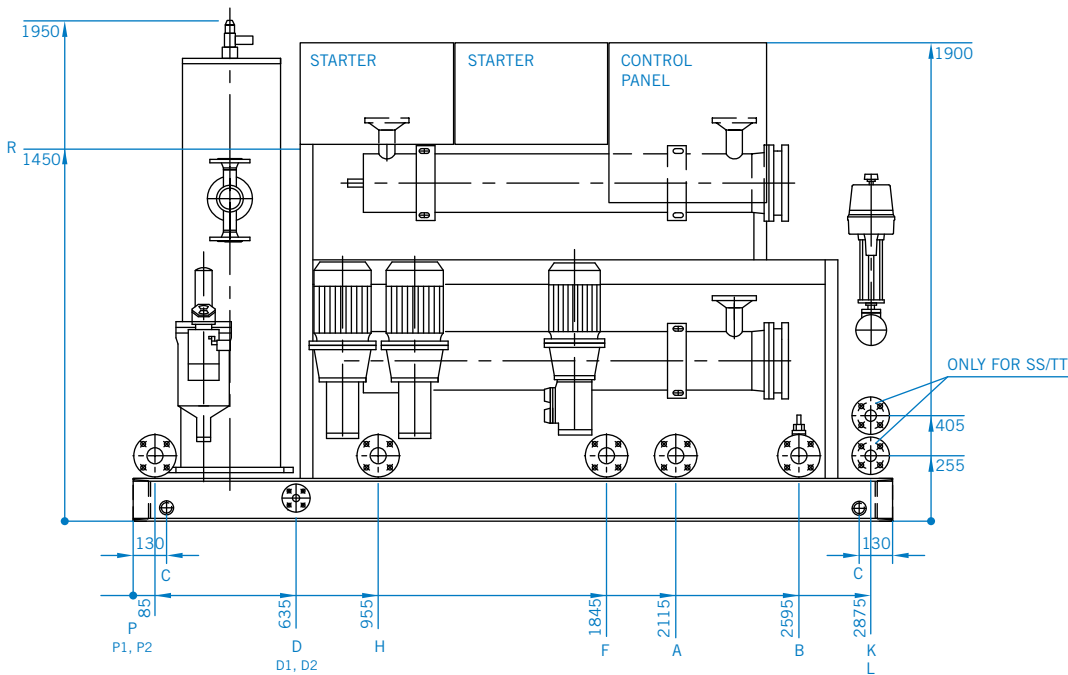 1950
STARTER
STARTER
CONTROL
PANEL
1900
R
1450
ONLY FOR SS/TT
405
255
130
C
130
C
85
635
955
1845
2115
2595
2875
P
P1, P2
D
D1, D2
H
F
A
B
K
L